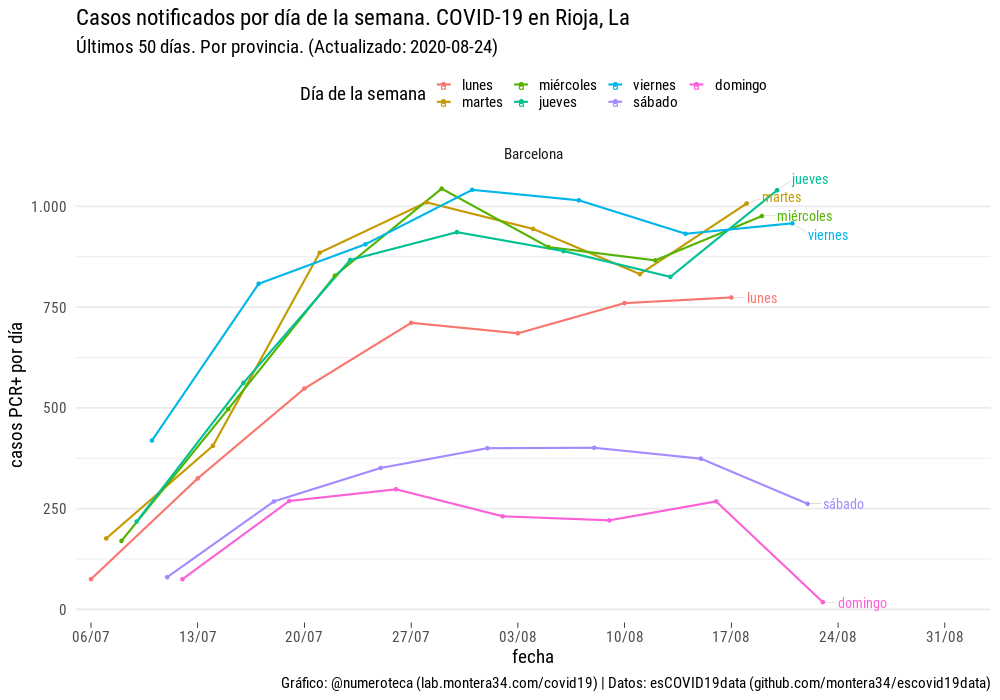 Casos notificados por día de la semana. COVID-19 en Rioja, La
Últimos 50 días. Por provincia. (Actualizado: 2020-08-24)
Día de la semana
lunes miércoles viernes domingo
martes jueves sábado
Barcelona
casos PCR+ por día
1.000
750
500
250
0
jueves
martes
miércoles
viernes
lunes
sábado
domingo
06/07 13/07 20/07 27/07 03/08 10/08 17/08 24/08 31/08
fecha
Gráfico: @numeroteca (lab.montera34.com/covid19) | Datos: esCOVID19data (github.com/montera34/escovid19data)